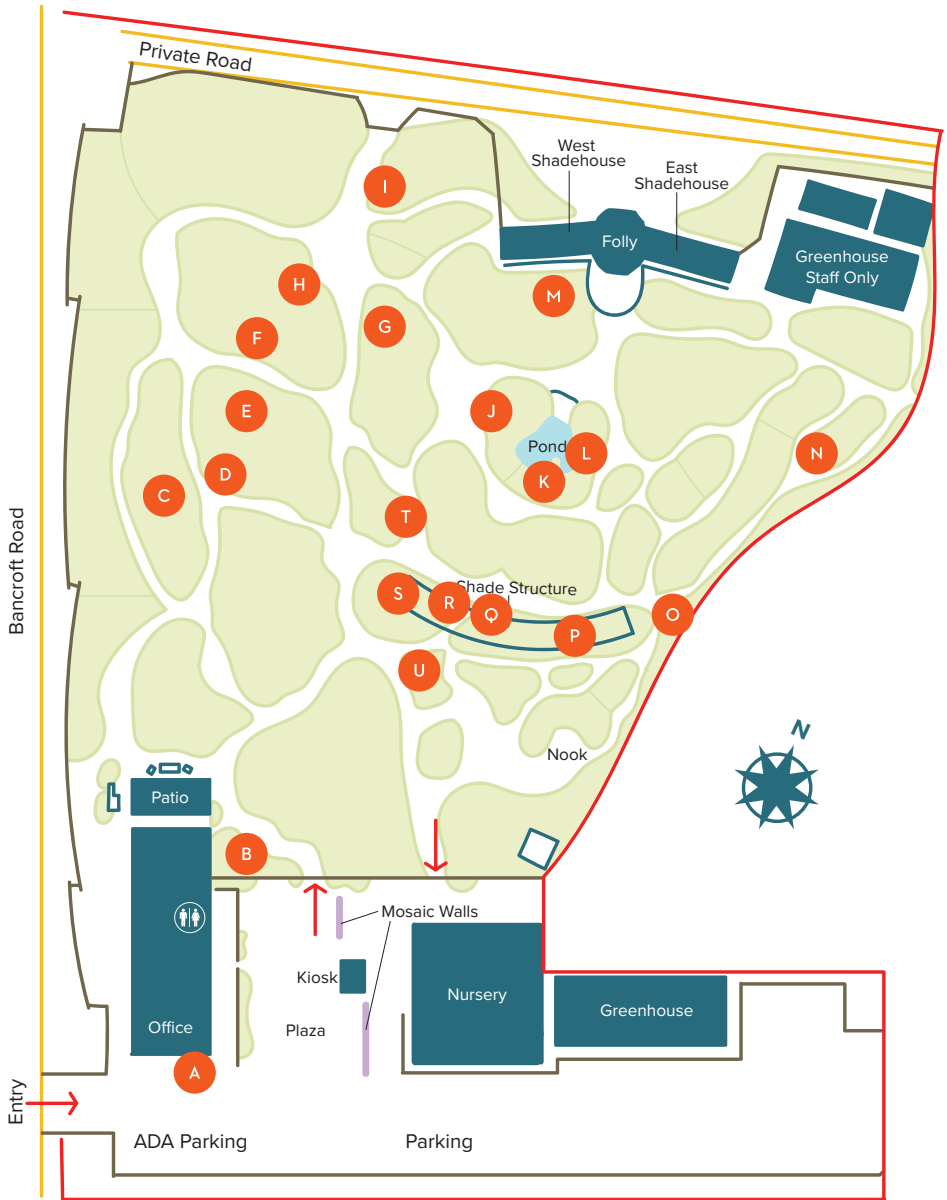 Private Road
West
Shadehouse
East
Shadehouse
I
Folly
Greenhouse
Staff Only
H
M
G
F
J
E
Pond
L
N
D
K
C
T
Bancroft Road
Shade Structure
S
R
Q
O
P
U
N
Nook
Patio
B
Mosaic Walls
Kiosk
Nursery
Greenhouse
Office
Plaza
A
Entry
ADA Parking
Parking